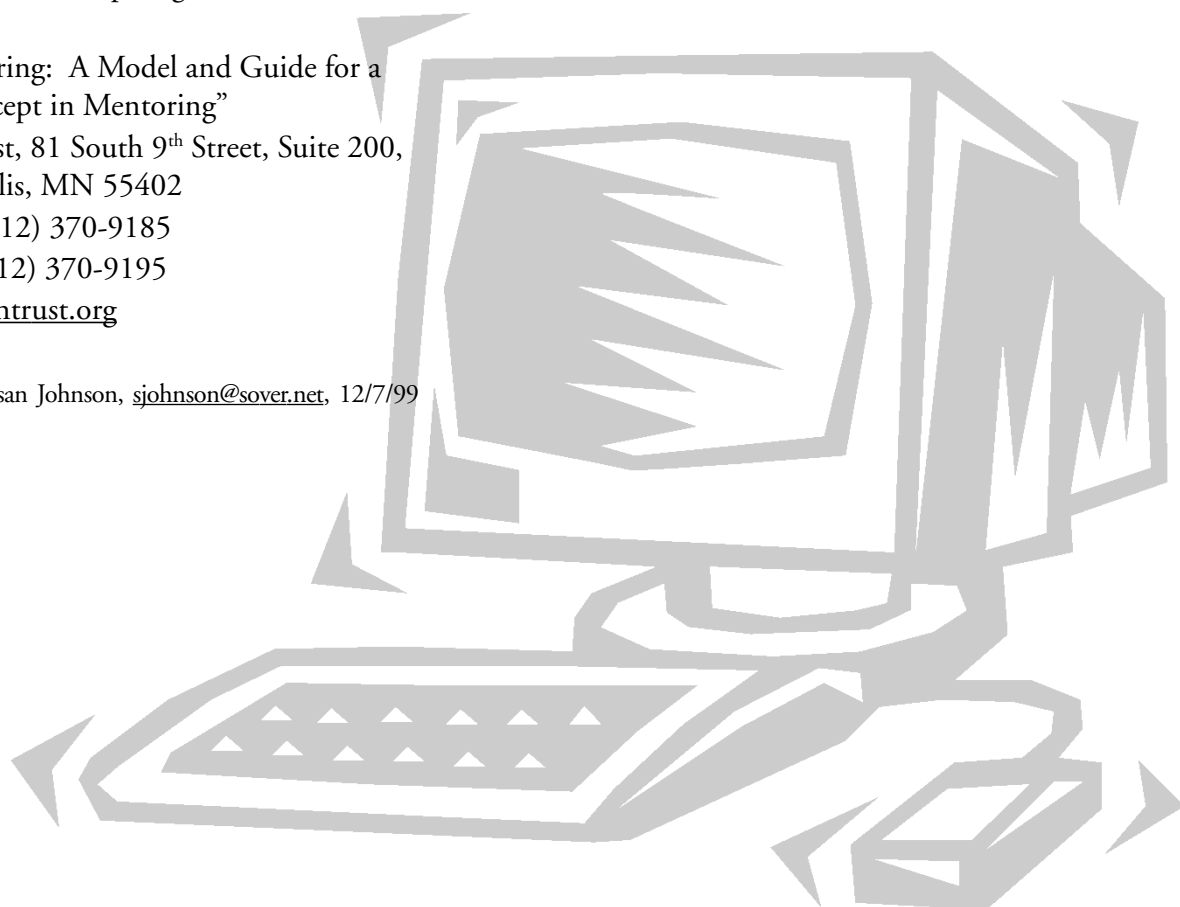 ring: A Model and Guide for a
cept in Mentoring”
st, 81 South 9th Street, Suite 200,
lis, MN 55402
12) 370-9185
12) 370-9195
ntrust.org
san Johnson, sjohnson@sover.net, 12/7/99